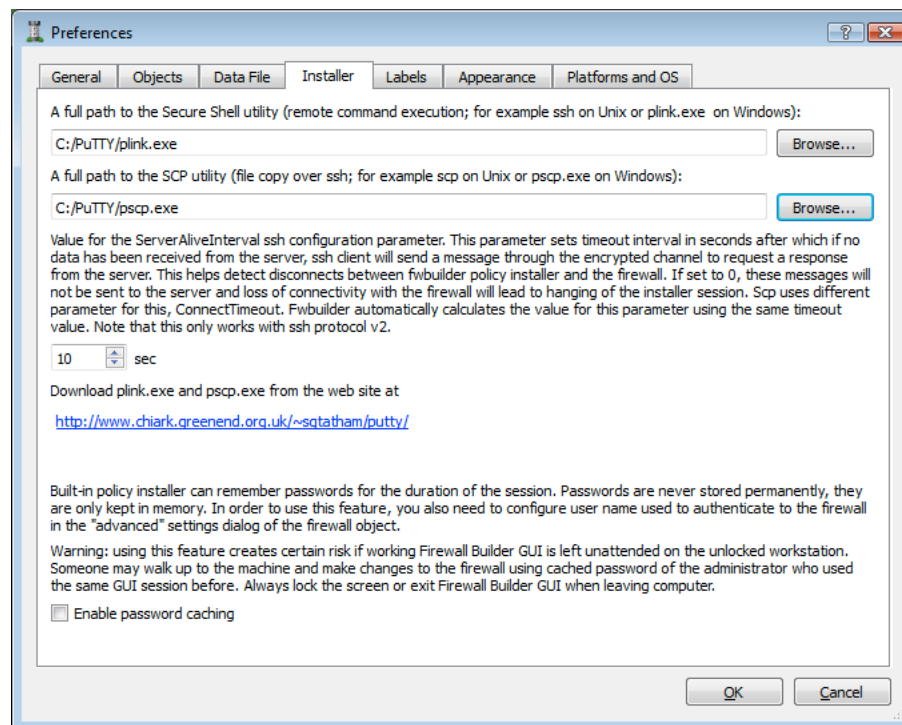 Preferences
General Objects Data File Installer Labels Appearance Platforms and OS
A full path to the Secure Shell utility (remote command execution; for example ssh on Unix or plink.exe on Windows):
C:/PuTTY/plink.exe Browse...
A full path to the SCP utility (file copy over ssh; for example scp on Unix or pscp.exe on Windows):
C:/PuTTY/pscp.exe Browse...
Value for the ServerAliveInterval ssh configuration parameter. This parameter sets timeout interval in seconds after which if no
data has been received from the server, ssh client will send a message through the encrypted channel to request a response
from the server. This helps detect disconnects between fwbuilder policy installer and the firewall. If set to 0, these messages will
not be sent to the server and loss of connectivity with the firewall will lead to hanging of the installer session. Scp uses different
parameter for this, ConnectTimeout. Fwbuilder automatically calculates the value for this parameter using the same timeout
value. Note that this only works with ssh protocol v2.
10 sec
Download plink.exe and pscp.exe from the web site at
http://www.chiark.greenend.org.uk/~sgtatham/putty/
Built-in policy installer can remember passwords for the duration of the session. Passwords are never stored permanently, they
are only kept in memory. In order to use this feature, you also need to configure user name used to authenticate to the firewall
in the "advanced" settings dialog of the firewall object.
Warning: using this feature creates certain risk if working Firewall Builder GUI is left unattended on the unlocked workstation.
Someone may walk up to the machine and make changes to the firewall using cached password of the administrator who used
the same GUI session before. Always lock the screen or exit Firewall Builder GUI when leaving computer.
Enable password caching
OK Cancel